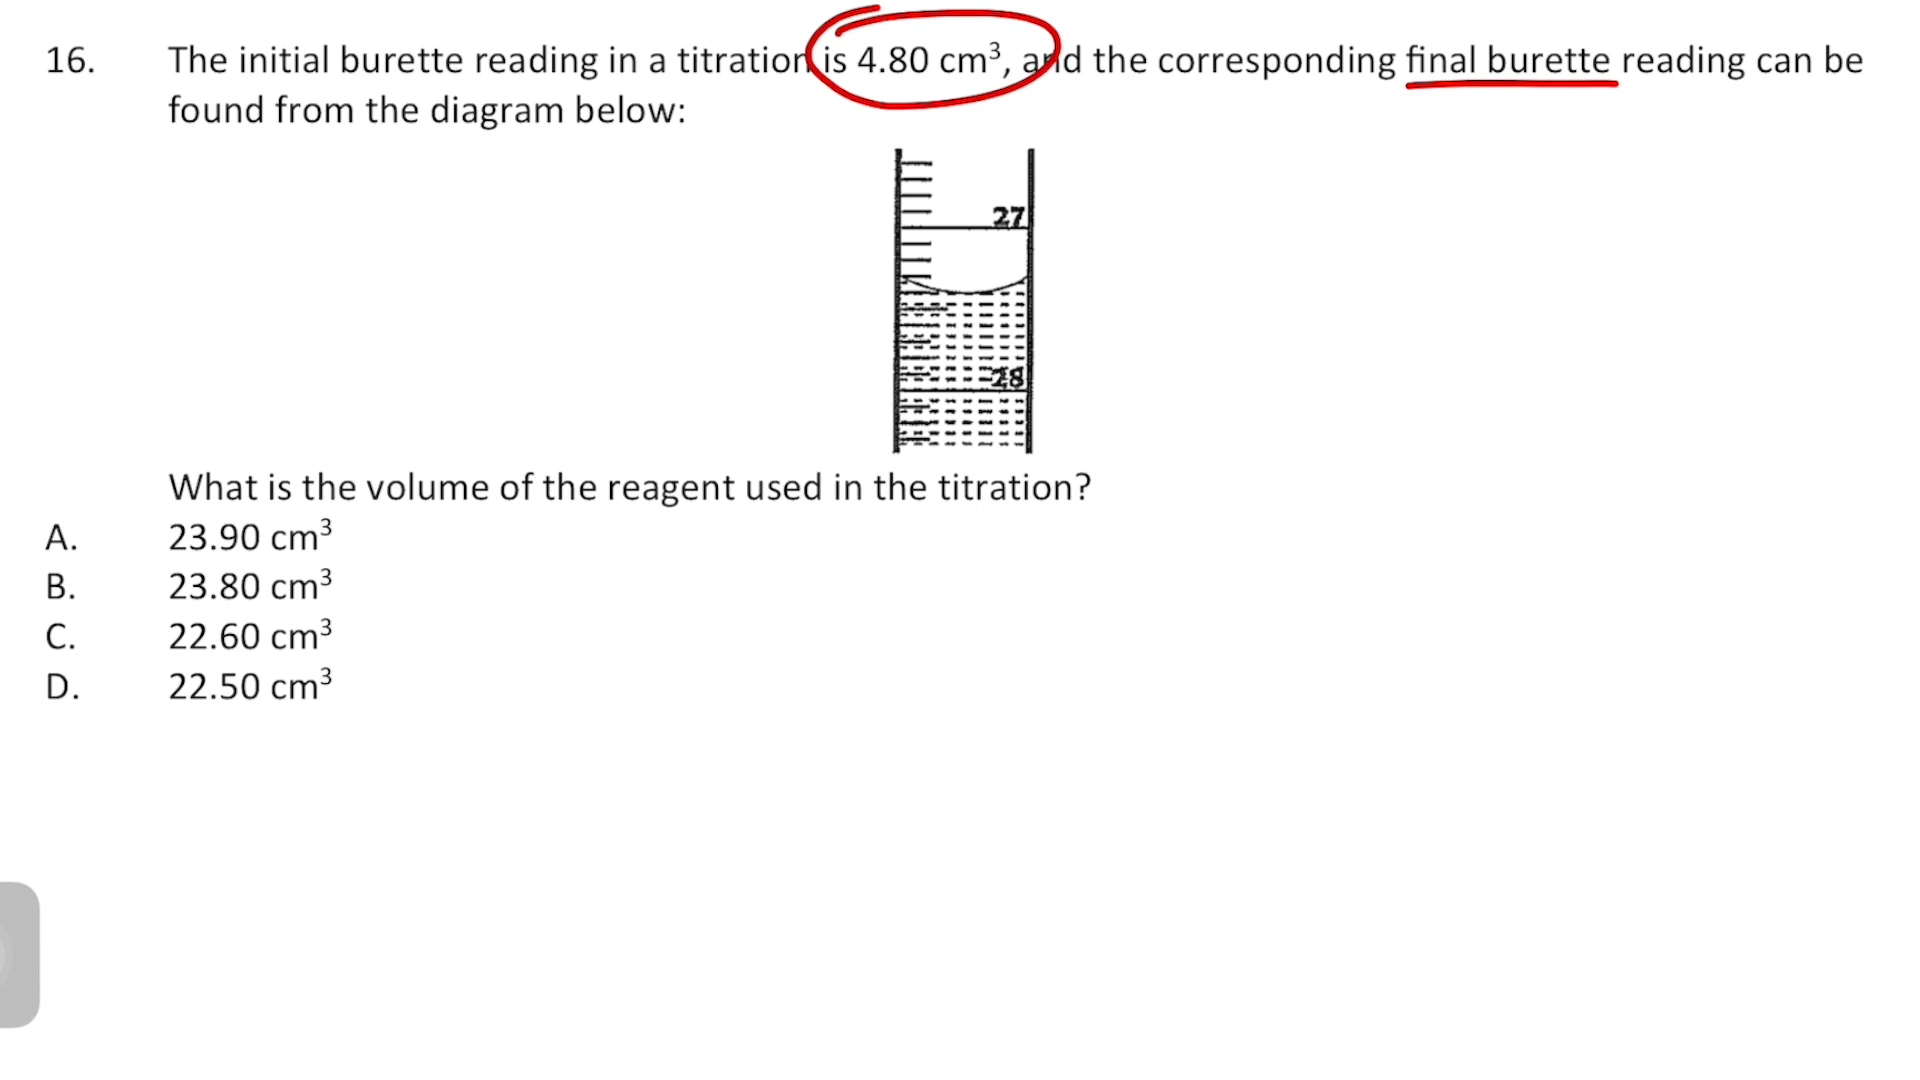 16. The initial burette reading in a titration is 4.80 cm³, and the corresponding final burette reading can be
found from the diagram below:
27
28
What is the volume of the reagent used in the titration?
A. 23.90 cm³
B. 23.80 cm³
C. 22.60 cm³
D. 22.50 cm³